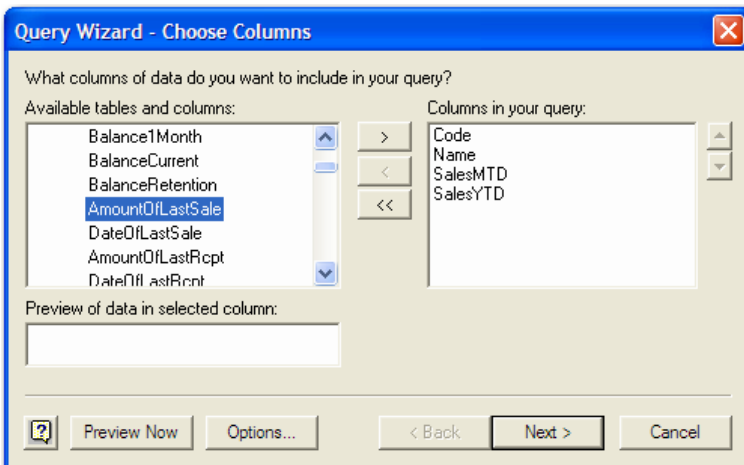 Query Wizard - Choose Columns
What columns of data do you want to include in your query?
Available tables and columns:
Balance1Month
BalanceCurrent
BalanceRetention
AmountOfLastSale
DateOfLastSale
AmountOfLastRcpt
DateOfLastRcpt
>
<
<<
Columns in your query:
Code
Name
SalesMTD
SalesYTD
Preview of data in selected column:
?
Preview Now
Options...
< Back
Next >
Cancel